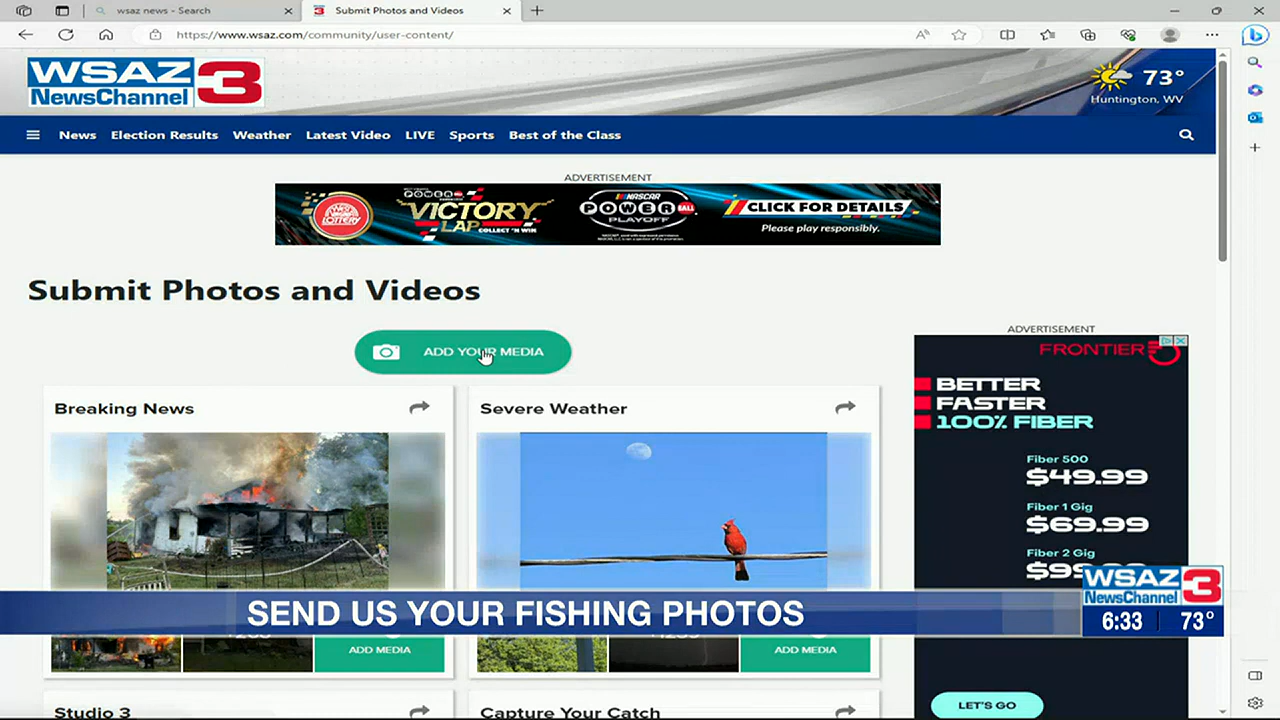 wsaz news - Search
3 Submit Photos and Videos
https://www.wsaz.com/community/user-content/
WSAZ 3
NewsChannel
73°
Huntington, WV
News Election Results Weather Latest Video LIVE Sports Best of the Class
ADVERTISEMENT
POWERBALL
VICTORY LAP
COLLECT 'N WIN
NASCAR
POWERBALL
PLAYOFF
CLICK FOR DETAILS
Please play responsibly.
Submit Photos and Videos
ADD YOUR MEDIA
ADVERTISEMENT
FRONTIER
BETTER
FASTER
100% FIBER
Fiber 500
$49.99
Fiber 1 Gig
$69.99
Fiber 2 Gig
Breaking News
Severe Weather
SEND US YOUR FISHING PHOTOS
WSAZ 3
NewsChannel
6:33 73°
ADD MEDIA
ADD MEDIA
Studio 3
Capture Your Catch
LET'S GO